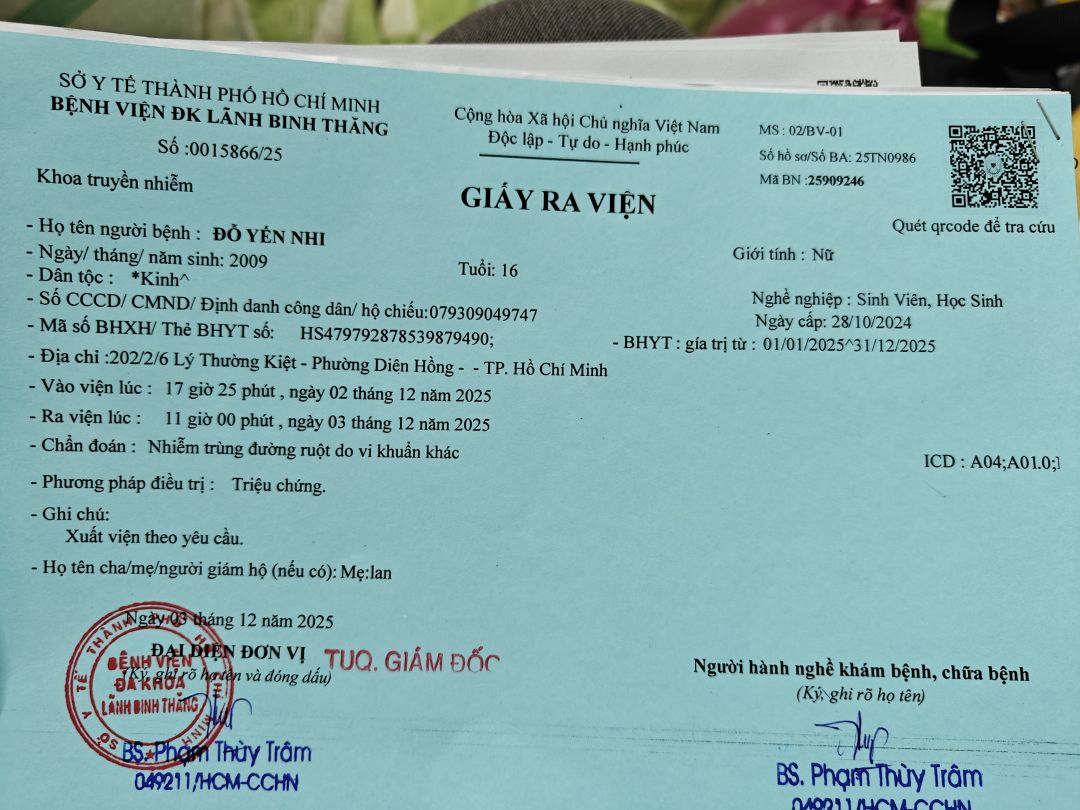 SỞ Y TẾ THÀNH PHỐ HỒ CHÍ MINH
BỆNH VIỆN ĐK LÃNH BINH THĂNG
Số :0015866/25
Khoa truyền nhiễm
Cộng hòa Xã hội Chủ nghĩa Việt Nam
Độc lập - Tự do - Hạnh phúc
MS : 02/BV-01
Số hồ sơ/Số BA: 25TN0986
Mã BN :25909246
Quét qrcode để tra cứu
GIẤY RA VIỆN
- Họ tên người bệnh : ĐỖ YẾN NHI
- Ngày/ tháng/ năm sinh: 2009
Tuổi: 16
Giới tính : Nữ
- Dân tộc : *Kinh^
Nghề nghiệp : Sinh Viên, Học Sinh
- Số CCCD/ CMND/ Định danh công dân/ hộ chiếu:079309049747
Ngày cấp: 28/10/2024
- Mã số BHXH/ Thẻ BHYT số: HS479792878539879490;
- BHYT : gía trị từ : 01/01/2025^31/12/2025
- Địa chỉ :202/2/6 Lý Thường Kiệt - Phường Diên Hồng - - TP. Hồ Chí Minh
- Vào viện lúc : 17 giờ 25 phút , ngày 02 tháng 12 năm 2025
- Ra viện lúc : 11 giờ 00 phút , ngày 03 tháng 12 năm 2025
- Chẩn đoán : Nhiễm trùng đường ruột do vi khuẩn khác
ICD : A04;A01.0;
- Phương pháp điều trị : Triệu chứng.
- Ghi chú:
Xuất viện theo yêu cầu.
- Họ tên cha/mẹ/người giám hộ (nếu có): Mẹ:lan
Ngày 03 tháng 12 năm 2025
ĐẠI DIỆN ĐƠN VỊ
(Ký, ghi rõ họ tên và đóng dấu)
TUQ. GIÁM ĐỐC
SỞ Y TẾ THÀNH PHỐ HỒ CHÍ MINH
BỆNH VIỆN
ĐA KHOA
LÃNH BINH THĂNG
BS. Phạm Thùy Trâm
049211/HCM-CCHN
Người hành nghề khám bệnh, chữa bệnh
(Ký, ghi rõ họ tên)
BS. Phạm Thùy Trâm
049211/HCM-CCHN